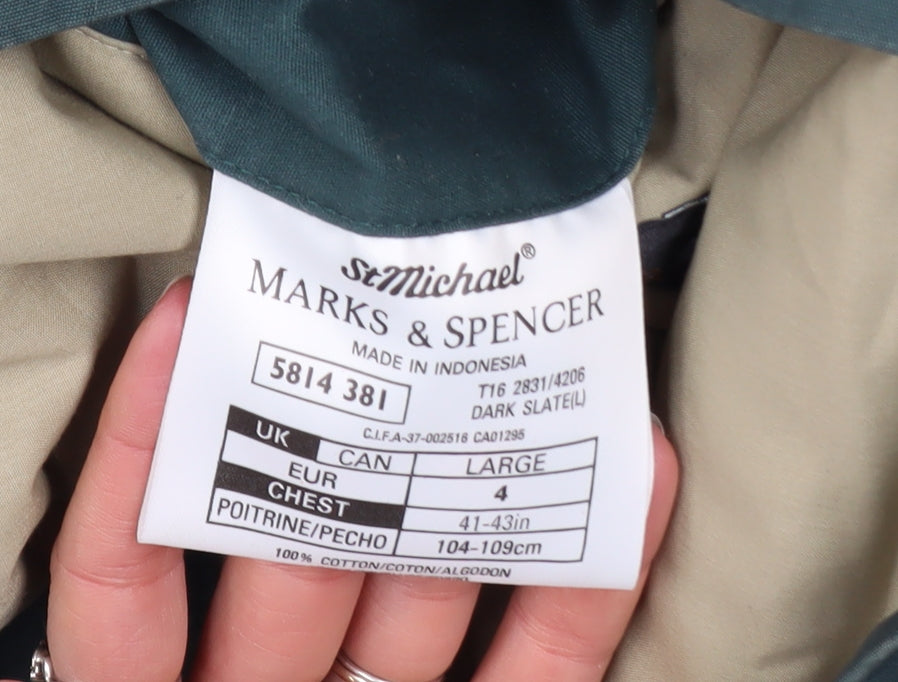 StMichael®
MARKS & SPENCER
MADE IN INDONESIA
5814 381
T16 2831/4206
DARK SLATE(L)
C.I.F.A-37-002516 CA01295
UK CAN LARGE
EUR 4
CHEST 41-43in
POITRINE/PECHO 104-109cm
100% COTTON/COTON/ALGODON